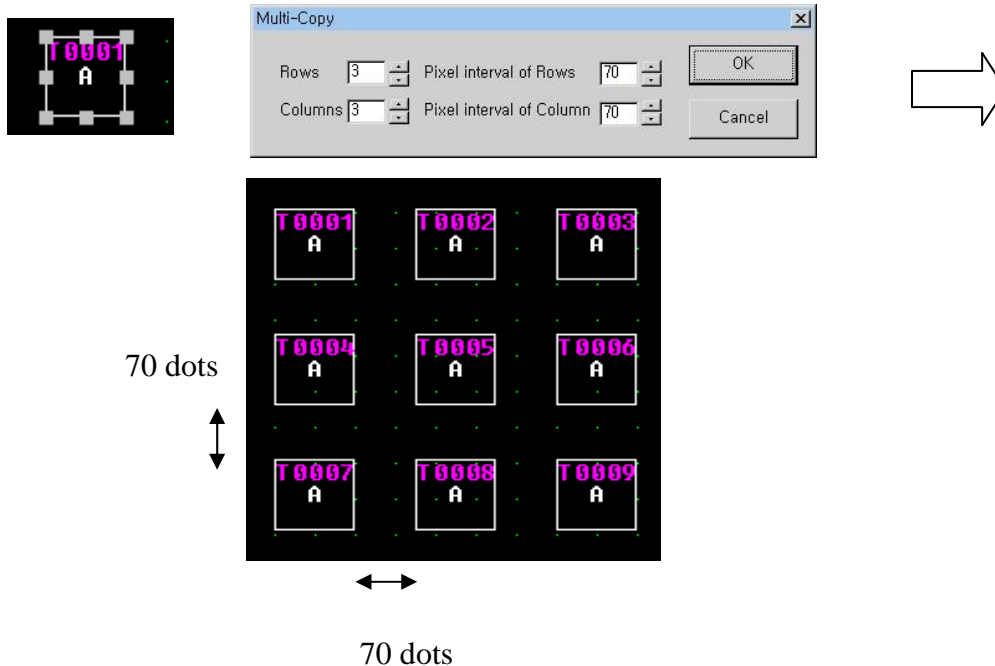 T0001
A
Multi-Copy
Rows 3 Pixel interval of Rows 70 OK
Columns 3 Pixel interval of Column 70 Cancel
T0001 T0002 T0003
A A A
T0004 T0005 T0006
A A A
70 dots
T0007 T0008 T0009
A A A
70 dots